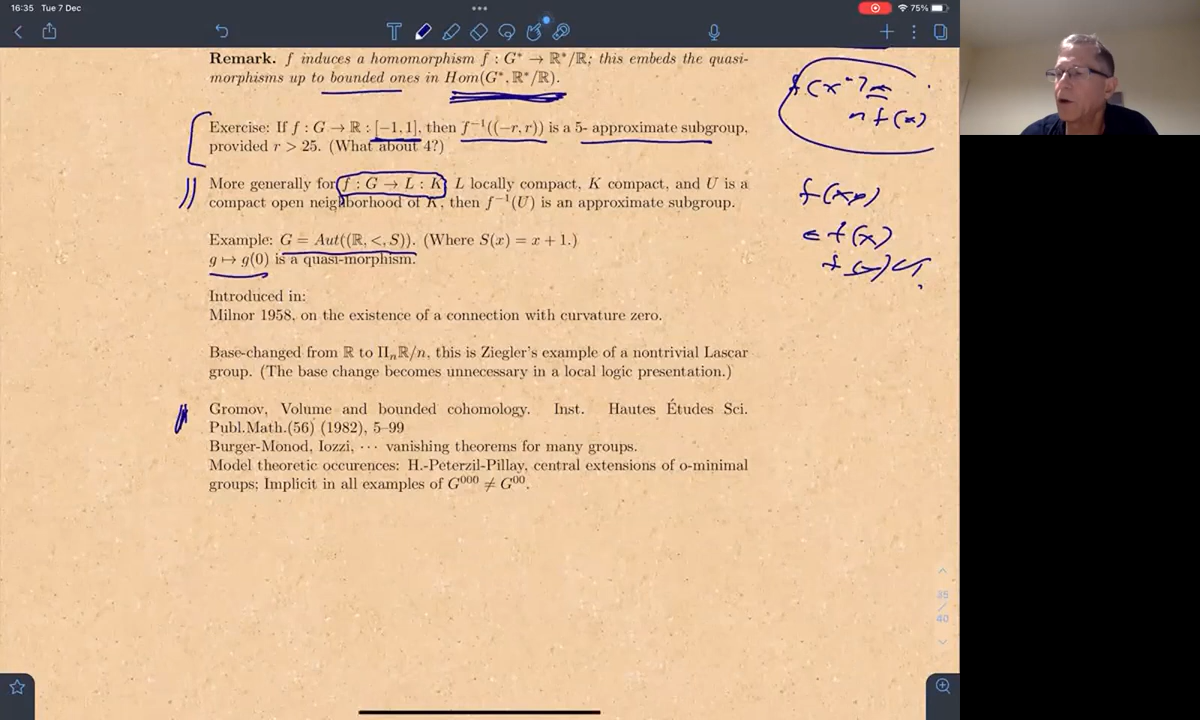 16:35 Tue 7 Dec
75%
Remark. f induces a homomorphism f̄ : G* → ℝ*/ℝ; this embeds the quasi-
morphisms up to bounded ones in Hom(G*, ℝ*/ℝ).
Exercise: If f : G → ℝ : [−1, 1], then f⁻¹((−r, r)) is a 5- approximate subgroup,
provided r > 25. (What about 4?)
More generally for f : G → L : K, L locally compact, K compact, and U is a
compact open neighborhood of K, then f⁻¹(U) is an approximate subgroup.
Example: G = Aut((ℝ, <, S)). (Where S(x) = x + 1.)
g ↦ g(0) is a quasi-morphism.
Introduced in:
Milnor 1958, on the existence of a connection with curvature zero.
Base-changed from ℝ to Πₙℝ/n, this is Ziegler's example of a nontrivial Lascar
group. (The base change becomes unnecessary in a local logic presentation.)
Gromov, Volume and bounded cohomology. Inst. Hautes Études Sci.
Publ.Math.(56) (1982), 5–99
Burger-Monod, Iozzi, ⋯ vanishing theorems for many groups.
Model theoretic occurences: H.-Peterzil-Pillay, central extensions of o-minimal
groups; Implicit in all examples of G⁰⁰⁰ ≠ G⁰⁰.
n f(x)
∈ f(x)
35
/
40